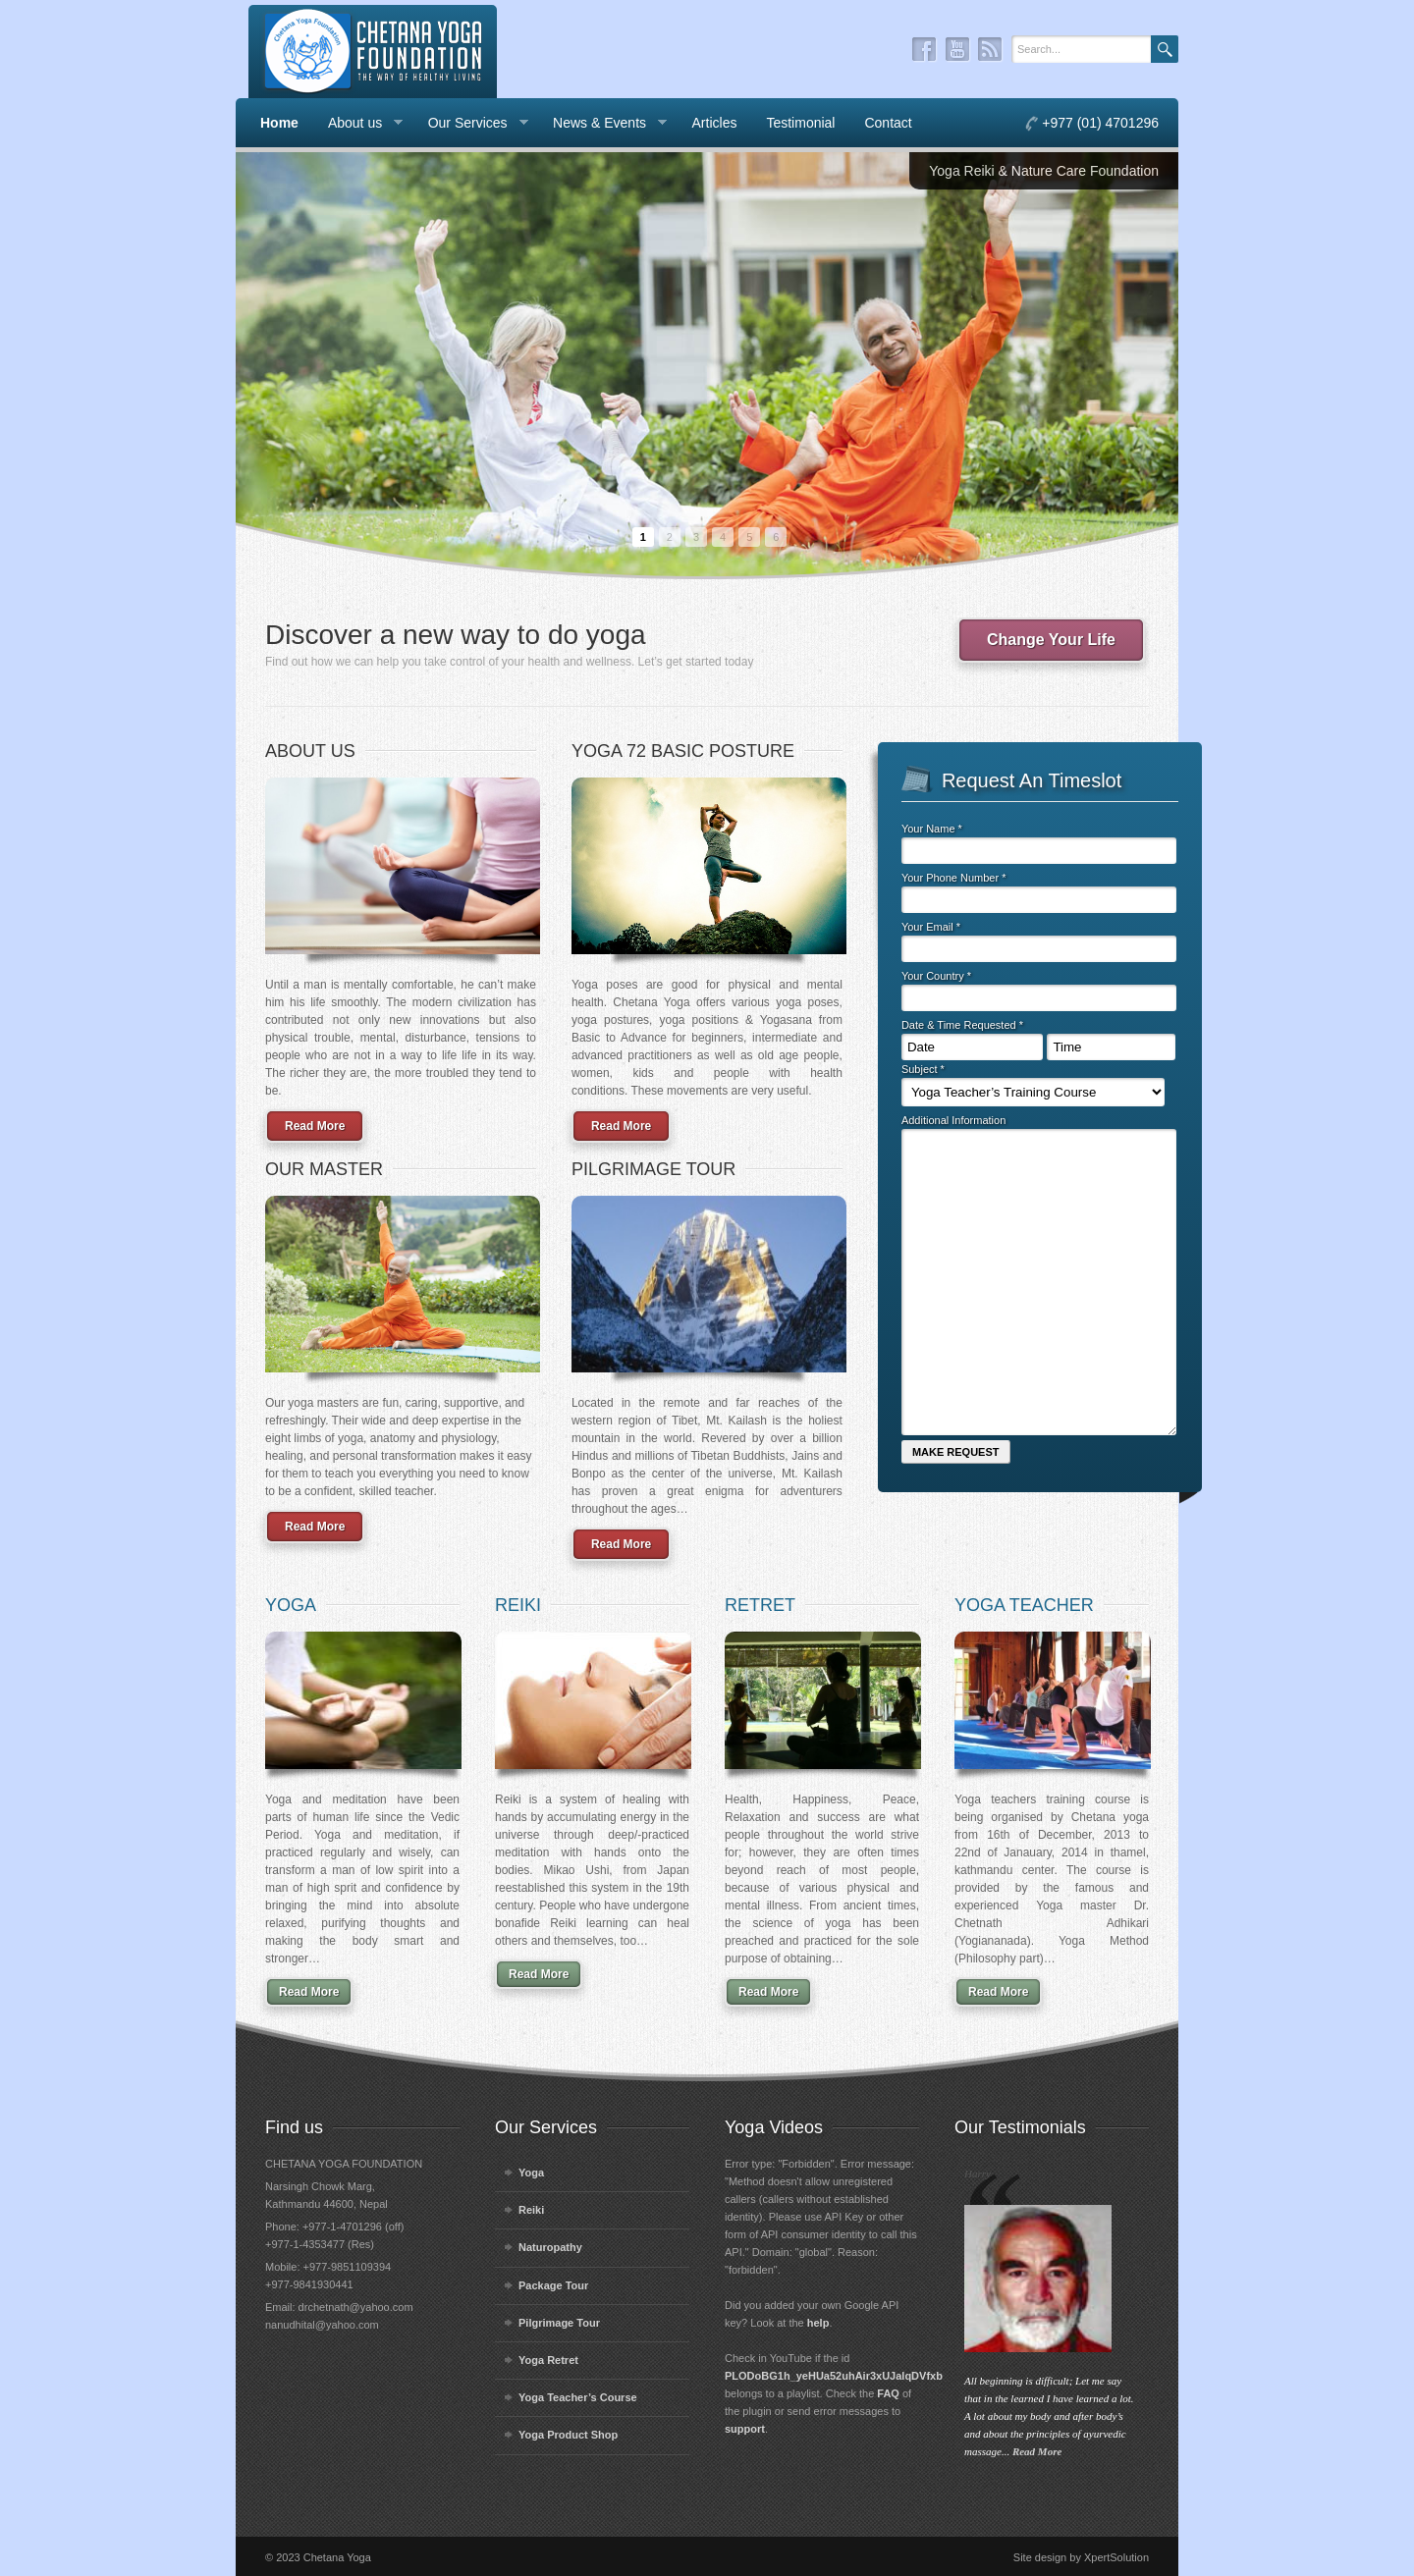 Chetana Yoga Foundation
CHETANA YOGA
FOUNDATION
THE WAY OF HEALTHY LIVING
Search...
Home
About us
Our Services
News & Events
Articles
Testimonial
Contact
+977 (01) 4701296
Yoga Reiki & Nature Care Foundation
1 2 3 4 5 6
Discover a new way to do yoga
Find out how we can help you take control of your health and wellness. Let's get started today
Change Your Life
ABOUT US
Until a man is mentally comfortable, he can't make
him his life smoothly. The modern civilization has
contributed not only new innovations but also
physical trouble, mental, disturbance, tensions to
people who are not in a way to life life in its way.
The richer they are, the more troubled they tend to
be.
Read More
YOGA 72 BASIC POSTURE
Yoga poses are good for physical and mental
health. Chetana Yoga offers various yoga poses,
yoga postures, yoga positions & Yogasana from
Basic to Advance for beginners, intermediate and
advanced practitioners as well as old age people,
women, kids and people with health
conditions. These movements are very useful.
Read More
Request An Timeslot
Your Name *
Your Phone Number *
Your Email *
Your Country *
Date & Time Requested *
Date
Time
Subject *
Yoga Teacher's Training Course
Additional Information
MAKE REQUEST
OUR MASTER
Our yoga masters are fun, caring, supportive, and
refreshingly. Their wide and deep expertise in the
eight limbs of yoga, anatomy and physiology,
healing, and personal transformation makes it easy
for them to teach you everything you need to know
to be a confident, skilled teacher.
Read More
PILGRIMAGE TOUR
Located in the remote and far reaches of the
western region of Tibet, Mt. Kailash is the holiest
mountain in the world. Revered by over a billion
Hindus and millions of Tibetan Buddhists, Jains and
Bonpo as the center of the universe, Mt. Kailash
has proven a great enigma for adventurers
throughout the ages…
Read More
YOGA
Yoga and meditation have been
parts of human life since the Vedic
Period. Yoga and meditation, if
practiced regularly and wisely, can
transform a man of low spirit into a
man of high sprit and confidence by
bringing the mind into absolute
relaxed, purifying thoughts and
making the body smart and
stronger…
Read More
REIKI
Reiki is a system of healing with
hands by accumulating energy in the
universe through deep/-practiced
meditation with hands onto the
bodies. Mikao Ushi, from Japan
reestablished this system in the 19th
century. People who have undergone
bonafide Reiki learning can heal
others and themselves, too…
Read More
RETRET
Health, Happiness, Peace,
Relaxation and success are what
people throughout the world strive
for; however, they are often times
beyond reach of most people,
because of various physical and
mental illness. From ancient times,
the science of yoga has been
preached and practiced for the sole
purpose of obtaining…
Read More
YOGA TEACHER
Yoga teachers training course is
being organised by Chetana yoga
from 16th of December, 2013 to
22nd of Janauary, 2014 in thamel,
kathmandu center. The course is
provided by the famous and
experienced Yoga master Dr.
Chetnath Adhikari
(Yogiananada). Yoga Method
(Philosophy part)…
Read More
Find us
CHETANA YOGA FOUNDATION
Narsingh Chowk Marg,
Kathmandu 44600, Nepal
Phone: +977-1-4701296 (off)
+977-1-4353477 (Res)
Mobile: +977-9851109394
+977-9841930441
Email: drchetnath@yahoo.com
nanudhital@yahoo.com
Our Services
Yoga
Reiki
Naturopathy
Package Tour
Pilgrimage Tour
Yoga Retret
Yoga Teacher's Course
Yoga Product Shop
Yoga Videos
Error type: "Forbidden". Error message:
"Method doesn't allow unregistered
callers (callers without established
identity). Please use API Key or other
form of API consumer identity to call this
API." Domain: "global". Reason:
"forbidden".
Did you added your own Google API
key? Look at the help.
Check in YouTube if the id
PLODoBG1h_yeHUa52uhAir3xUJaIqDVfxb
belongs to a playlist. Check the FAQ of
the plugin or send error messages to
support.
Our Testimonials
“
All beginning is difficult; Let me say
that in the learned I have learned a lot.
A lot about my body and after body's
and about the principles of ayurvedic
massage... Read More
© 2023 Chetana Yoga
Site design by XpertSolution